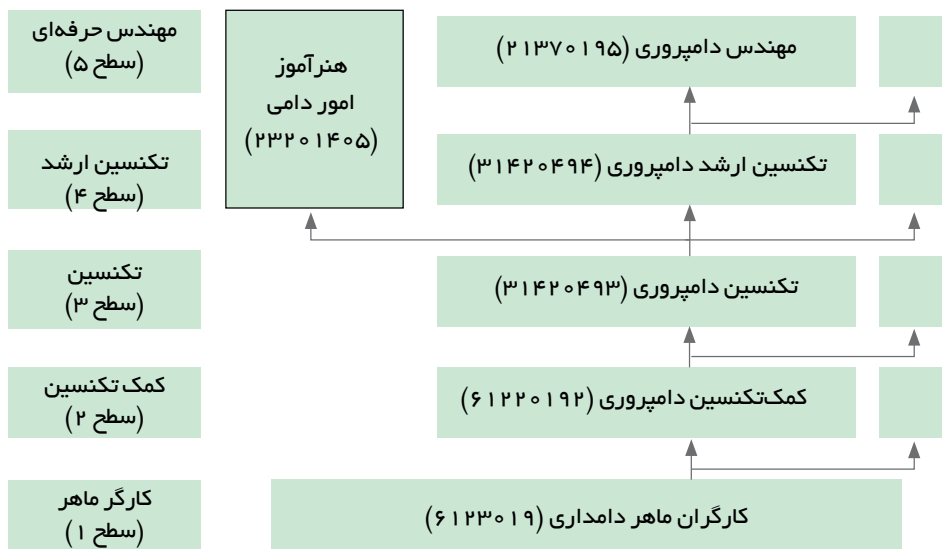 مهندس حرفه‌ای
(سطح ۵)
هنرآموز
امور دامی
(۲۳۲۰۱۴۰۵)
مهندس دامپروری (۲۱۳۷۰۱۹۵)
تکنسین ارشد
(سطح ۴)
تکنسین ارشد دامپروری (۳۱۴۲۰۴۹۴)
تکنسین
(سطح ۳)
تکنسین دامپروری (۳۱۴۲۰۴۹۳)
کمک تکنسین
(سطح ۲)
کمک‌تکنسین دامپروری (۶۱۲۲۰۱۹۲)
کارگر ماهر
(سطح ۱)
کارگران ماهر دامداری (۶۱۲۳۰۱۹)